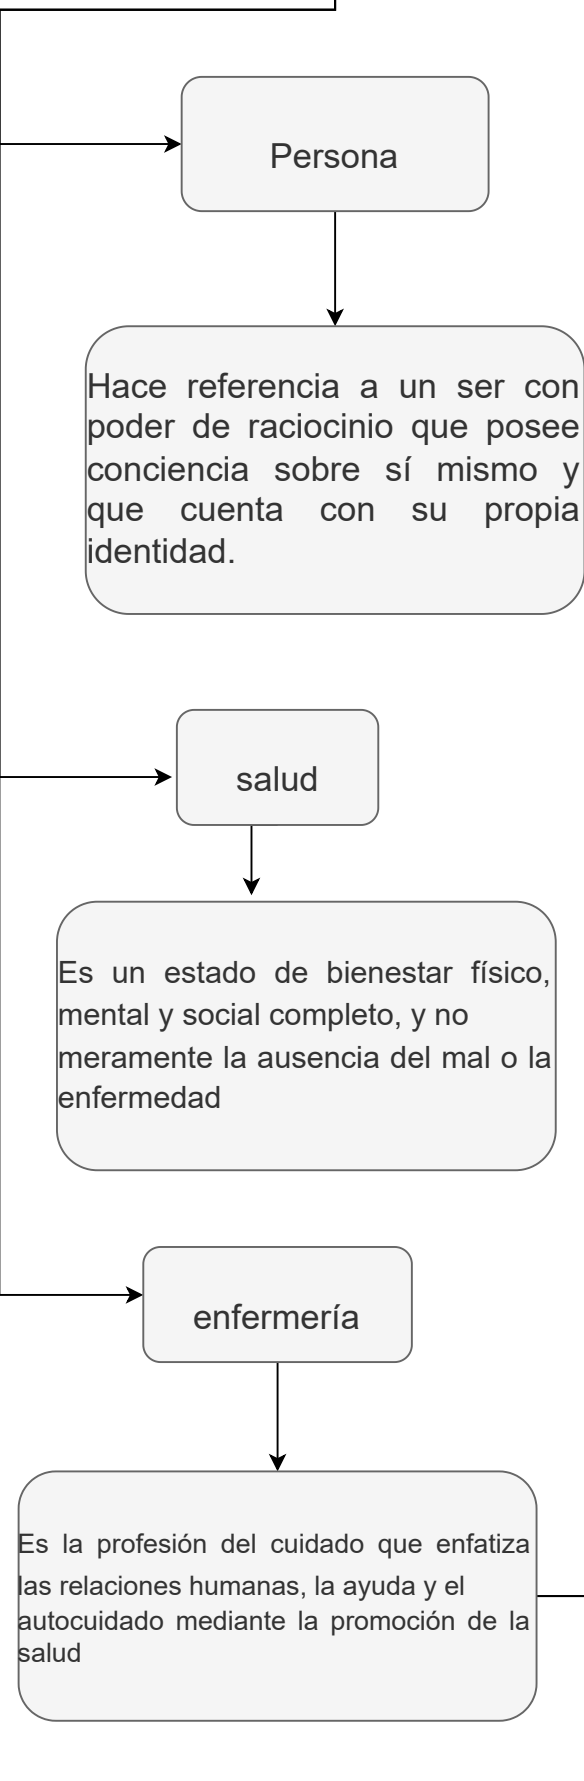 Persona
Hace referencia a un ser con
poder de raciocinio que posee
conciencia sobre sí mismo y
que cuenta con su propia
identidad.
salud
Es un estado de bienestar físico,
mental y social completo, y no
meramente la ausencia del mal o la
enfermedad
enfermería
Es la profesión del cuidado que enfatiza
las relaciones humanas, la ayuda y el
autocuidado mediante la promoción de la
salud